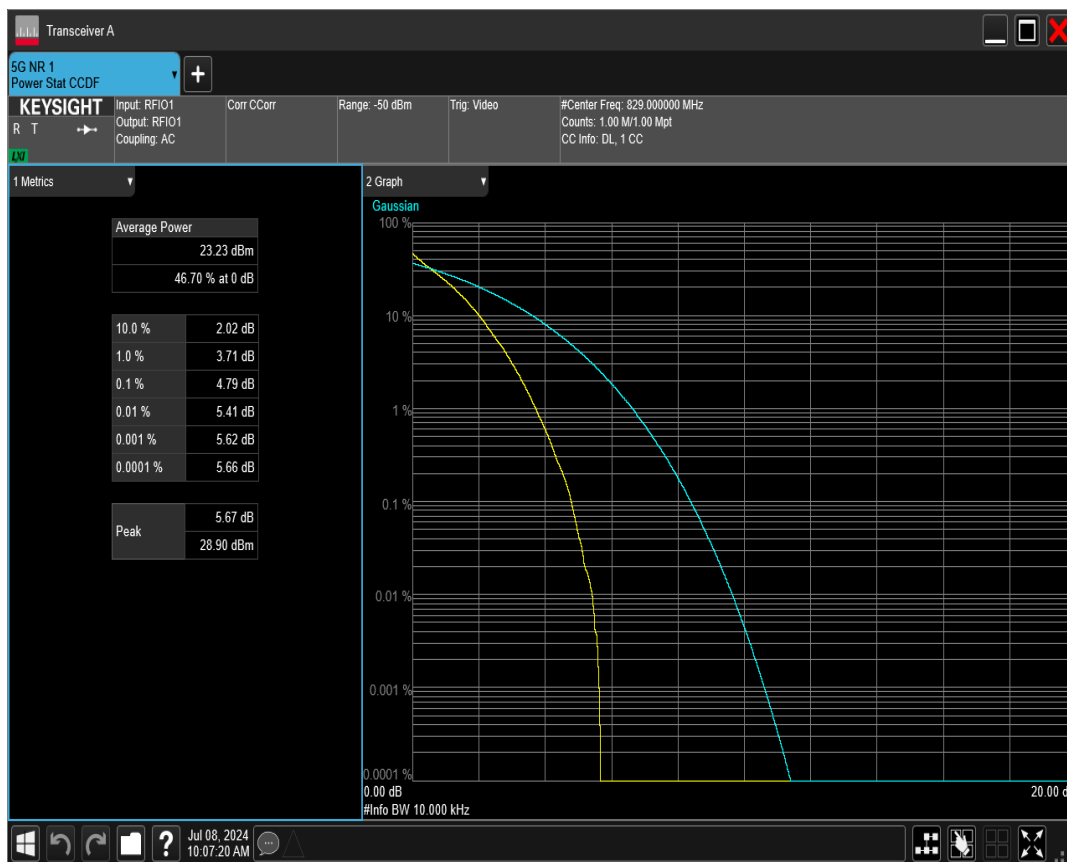 Transceiver A
5G NR 1
Power Stat CCDF
+
KEYSIGHT
R T
LXI
Input: RFIO1
Output: RFIO1
Coupling: AC
Corr CCorr
Range: -50 dBm
Trig: Video
#Center Freq: 829.000000 MHz
Counts: 1.00 M/1.00 Mpt
CC Info: DL, 1 CC
1 Metrics
Average Power
23.23 dBm
46.70 % at 0 dB
10.0 % 2.02 dB
1.0 % 3.71 dB
0.1 % 4.79 dB
0.01 % 5.41 dB
0.001 % 5.62 dB
0.0001 % 5.66 dB
Peak 5.67 dB
28.90 dBm
2 Graph
Gaussian
100 %
10 %
1 %
0.1 %
0.01 %
0.001 %
0.0001 %
0.00 dB 20.00 d
#Info BW 10.000 kHz
?
Jul 08, 2024
10:07:20 AM